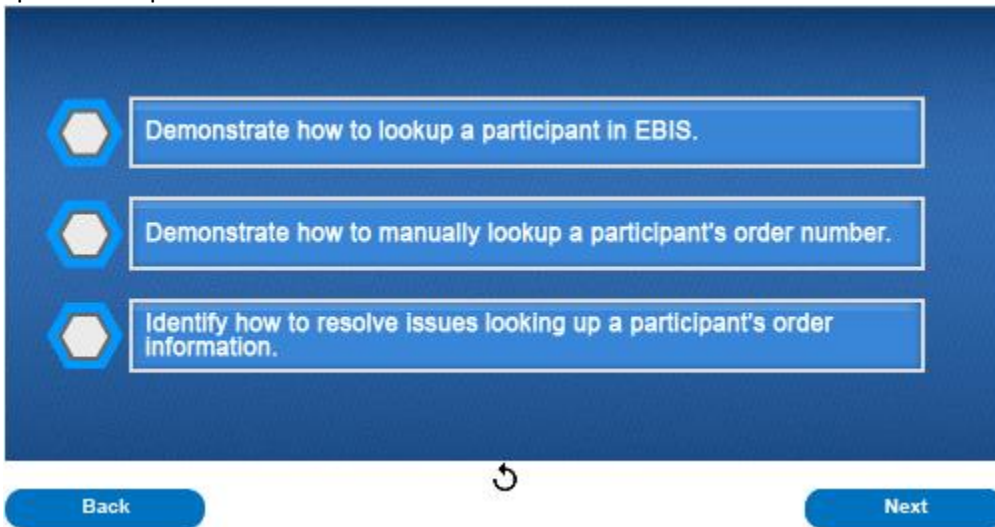 Demonstrate how to lookup a participant in EBIS.
Demonstrate how to manually lookup a participant's order number.
Identify how to resolve issues looking up a participant's order
information.
Back
Next